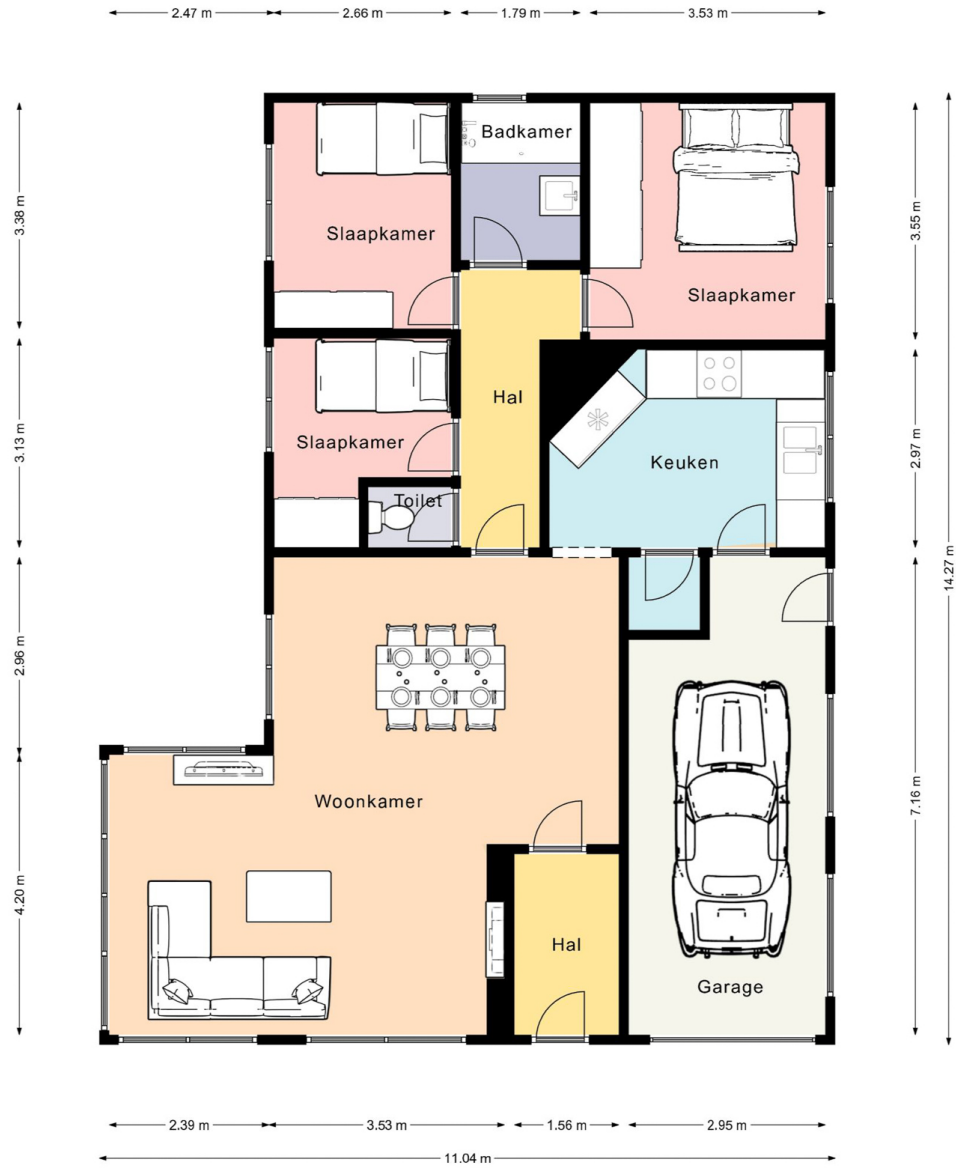 2.47 m
2.66 m
1.79 m
3.53 m
Badkamer
3.38 m
3.55 m
Slaapkamer
Slaapkamer
Hal
3.13 m
Slaapkamer
Keuken
2.97 m
Toilet
14.27 m
2.96 m
Woonkamer
7.16 m
4.20 m
Hal
Garage
2.39 m
3.53 m
1.56 m
2.95 m
11.04 m